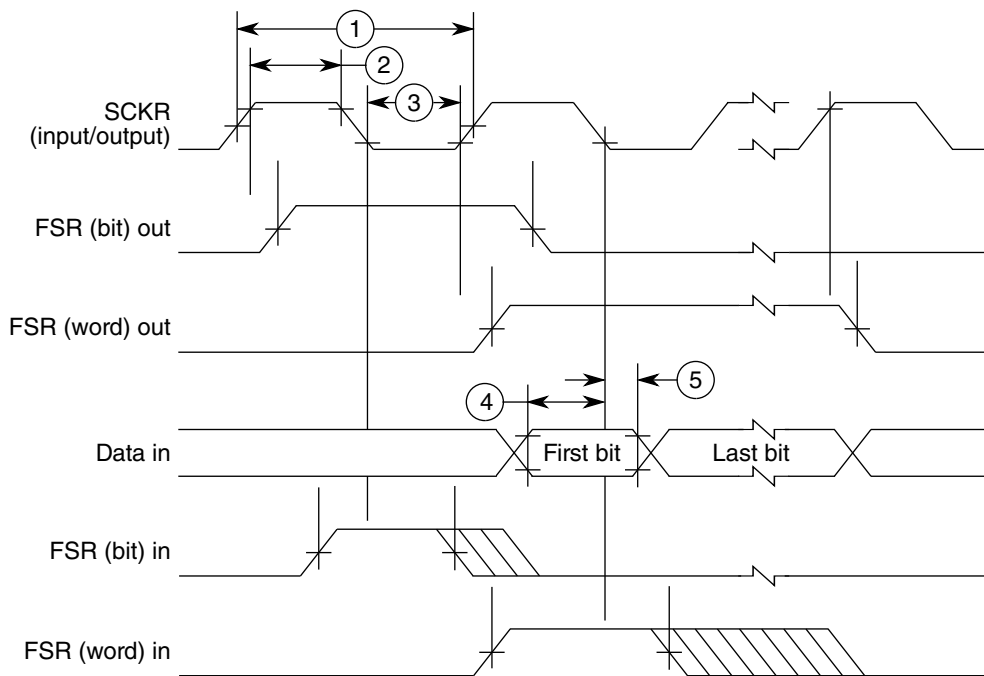 1
2
3
SCKR
(input/output)
FSR (bit) out
FSR (word) out
4
5
Data in
First bit
Last bit
FSR (bit) in
FSR (word) in